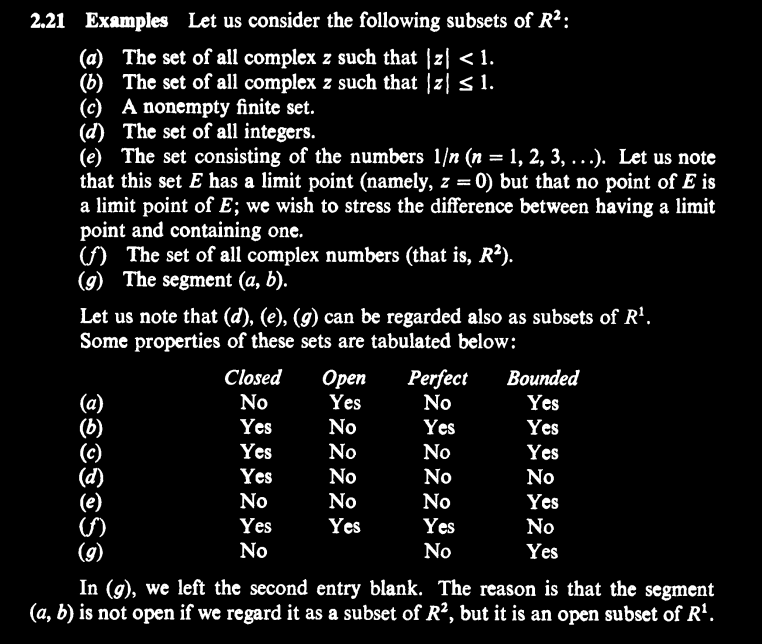 2.21 Examples Let us consider the following subsets of R²:
(a) The set of all complex z such that |z| < 1.
(b) The set of all complex z such that |z| ≤ 1.
(c) A nonempty finite set.
(d) The set of all integers.
(e) The set consisting of the numbers 1/n (n = 1, 2, 3, ...). Let us note
that this set E has a limit point (namely, z = 0) but that no point of E is
a limit point of E; we wish to stress the difference between having a limit
point and containing one.
(f) The set of all complex numbers (that is, R²).
(g) The segment (a, b).
Let us note that (d), (e), (g) can be regarded also as subsets of R¹.
Some properties of these sets are tabulated below:
Closed Open Perfect Bounded
(a) No Yes No Yes
(b) Yes No Yes Yes
(c) Yes No No Yes
(d) Yes No No No
(e) No No No Yes
(f) Yes Yes Yes No
(g) No No Yes
In (g), we left the second entry blank. The reason is that the segment
(a, b) is not open if we regard it as a subset of R², but it is an open subset of R¹.